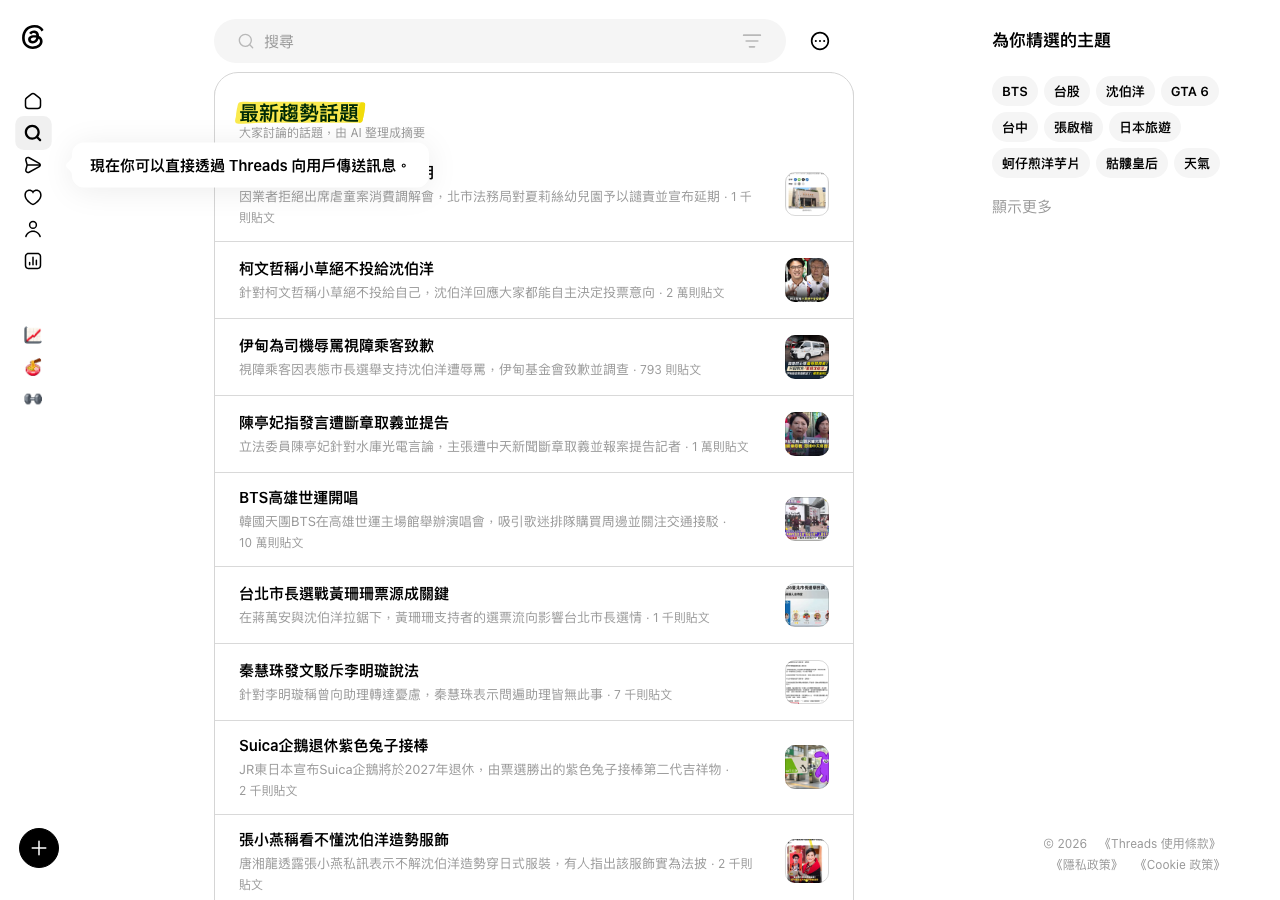 搜尋
最新趨勢話題
大家討論的話題，由 AI 整理成摘要
現在你可以直接透過 Threads 向用戶傳送訊息。
因業者拒絕出席虐童案消費調解會，北市法務局對夏莉絲幼兒園予以譴責並宣布延期 · 1 千
則貼文
柯文哲稱小草絕不投給沈伯洋
針對柯文哲稱小草絕不投給自己，沈伯洋回應大家都能自主決定投票意向 · 2 萬則貼文
伊甸為司機辱罵視障乘客致歉
視障乘客因表態市長選舉支持沈伯洋遭辱罵，伊甸基金會致歉並調查 · 793 則貼文
陳亭妃指發言遭斷章取義並提告
立法委員陳亭妃針對水庫光電言論，主張遭中天新聞斷章取義並報案提告記者 · 1 萬則貼文
BTS高雄世運開唱
韓國天團BTS在高雄世運主場館舉辦演唱會，吸引歌迷排隊購買周邊並關注交通接駁 ·
10 萬則貼文
台北市長選戰黃珊珊票源成關鍵
在蔣萬安與沈伯洋拉鋸下，黃珊珊支持者的選票流向影響台北市長選情 · 1 千則貼文
秦慧珠發文駁斥李明璇說法
針對李明璇稱曾向助理轉達憂慮，秦慧珠表示問遍助理皆無此事 · 7 千則貼文
Suica企鵝退休紫色兔子接棒
JR東日本宣布Suica企鵝將於2027年退休，由票選勝出的紫色兔子接棒第二代吉祥物 ·
2 千則貼文
張小燕稱看不懂沈伯洋造勢服飾
唐湘龍透露張小燕私訊表示不解沈伯洋造勢穿日式服裝，有人指出該服飾實為法披 · 2 千則
貼文
為你精選的主題
BTS 台股 沈伯洋 GTA 6
台中 張啟楷 日本旅遊
蚵仔煎洋芋片 骷髏皇后 天氣
顯示更多
© 2026 《Threads 使用條款》
《隱私政策》 《Cookie 政策》